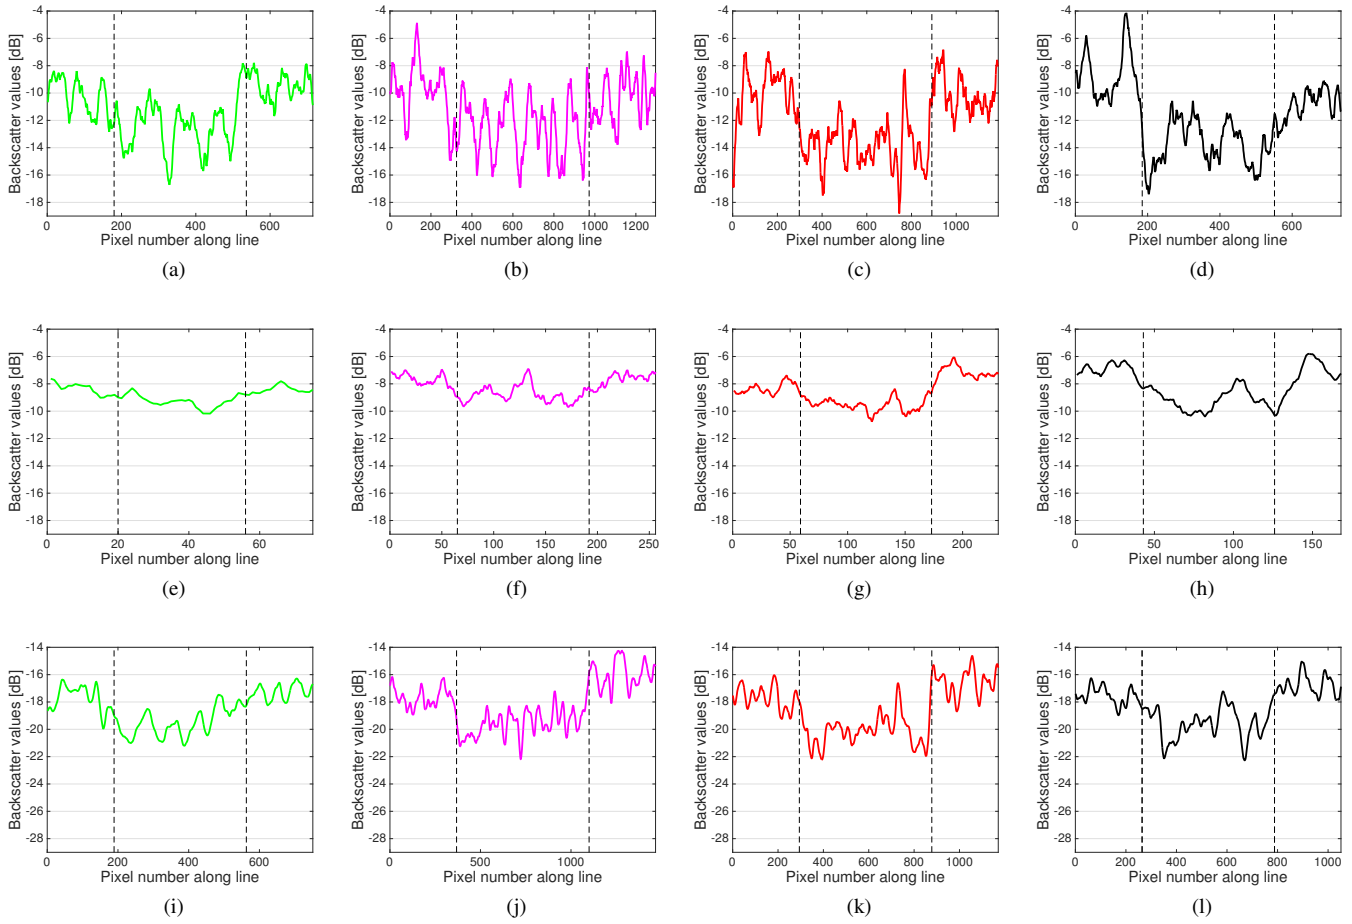 -4 -4 -4 -4
-6 -6 -6 -6
-8 -8 -8 -8
-10 -10 -10 -10
-12 -12 -12 -12
-14 -14 -14 -14
-16 -16 -16 -16
-18 -18 -18 -18
Backscatter values [dB] Backscatter values [dB] Backscatter values [dB] Backscatter values [dB]
0 200 400 600 0 200 400 600 800 1000 1200 0 200 400 600 800 1000 0 200 400 600
Pixel number along line Pixel number along line Pixel number along line Pixel number along line
(a) (b) (c) (d)
-4 -4 -4 -4
-6 -6 -6 -6
-8 -8 -8 -8
-10 -10 -10 -10
-12 -12 -12 -12
-14 -14 -14 -14
-16 -16 -16 -16
-18 -18 -18 -18
Backscatter values [dB] Backscatter values [dB] Backscatter values [dB] Backscatter values [dB]
0 20 40 60 0 50 100 150 200 250 0 50 100 150 200 0 50 100 150
Pixel number along line Pixel number along line Pixel number along line Pixel number along line
(e) (f) (g) (h)
-14 -14 -14 -14
-16 -16 -16 -16
-18 -18 -18 -18
-20 -20 -20 -20
-22 -22 -22 -22
-24 -24 -24 -24
-26 -26 -26 -26
-28 -28 -28 -28
Backscatter values [dB] Backscatter values [dB] Backscatter values [dB] Backscatter values [dB]
0 200 400 600 0 500 1000 0 200 400 600 800 1000 0 200 400 600 800 1000
Pixel number along line Pixel number along line Pixel number along line Pixel number along line
(i) (j) (k) (l)